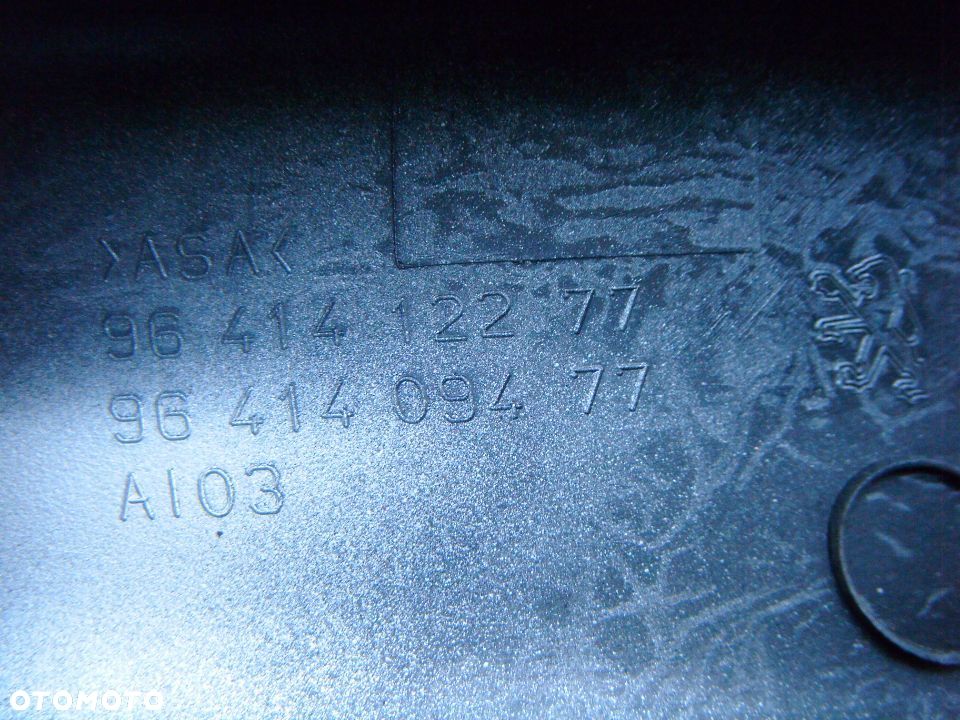 >ASA<
96 414 122 77
96 414 094 77
A103
OTOMOTO